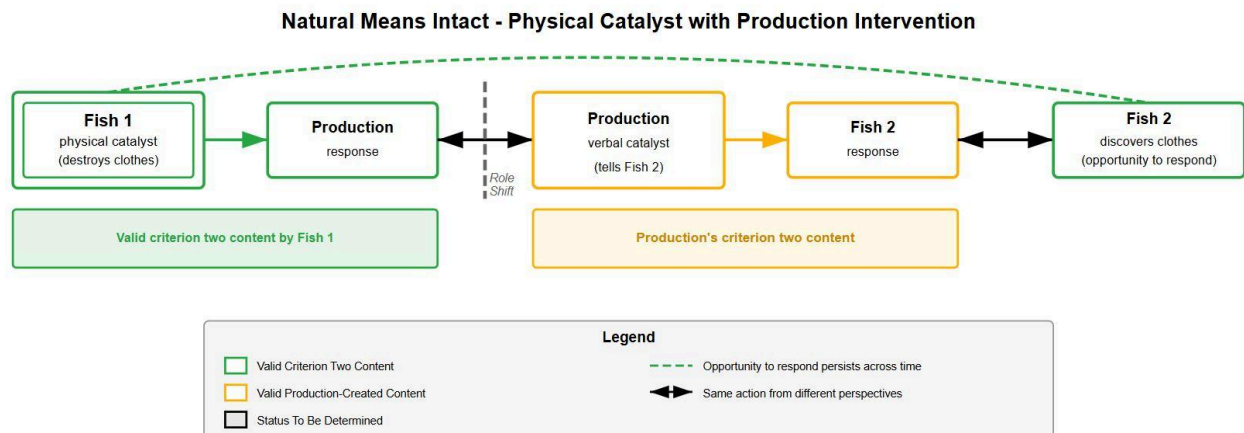 Natural Means Intact - Physical Catalyst with Production Intervention
Fish 1
physical catalyst
(destroys clothes)
Production
response
Role
Shift
Production
verbal catalyst
(tells Fish 2)
Fish 2
response
Fish 2
discovers clothes
(opportunity to respond)
Valid criterion two content by Fish 1
Production's criterion two content
Legend
Valid Criterion Two Content
Opportunity to respond persists across time
Valid Production-Created Content
Same action from different perspectives
Status To Be Determined